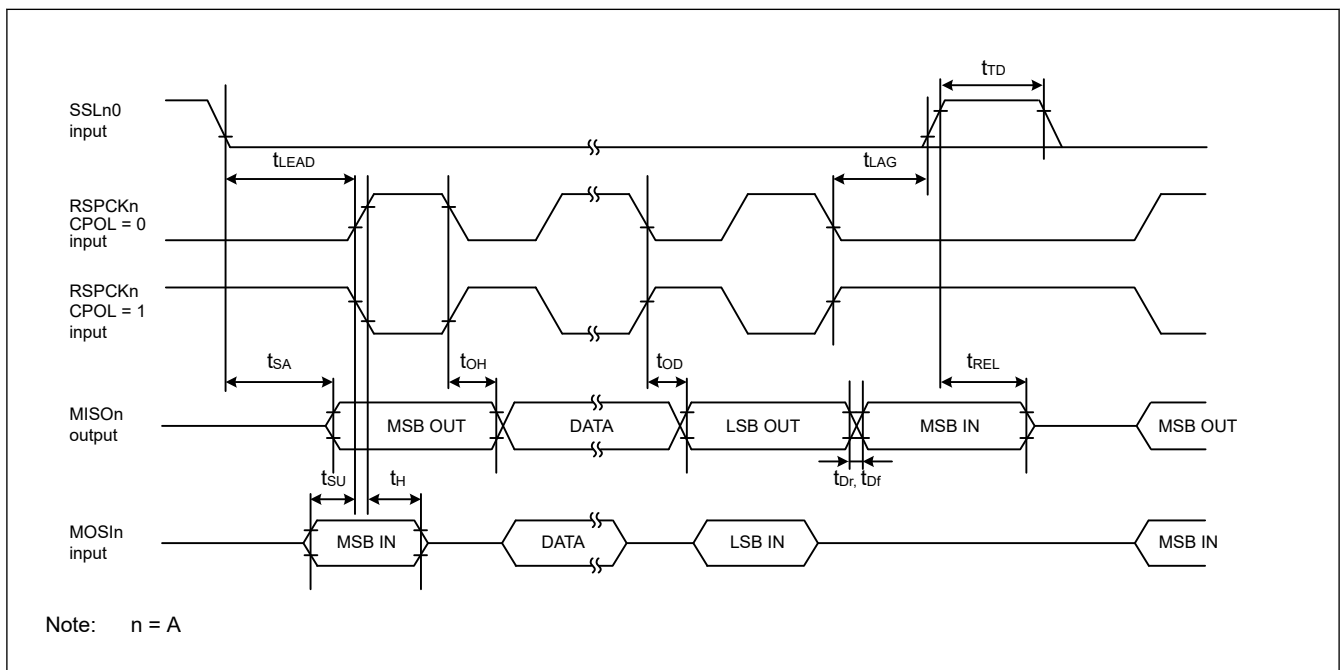 tTD
SSLn0
input
tLEAD
tLAG
RSPCKn
CPOL = 0
input
RSPCKn
CPOL = 1
input
tSA
tOH
tOD
tREL
MISOn
output
MSB OUT
DATA
LSB OUT
MSB IN
MSB OUT
tSU
tH
tDr, tDf
MOSIn
input
MSB IN
DATA
LSB IN
MSB IN
Note: n = A